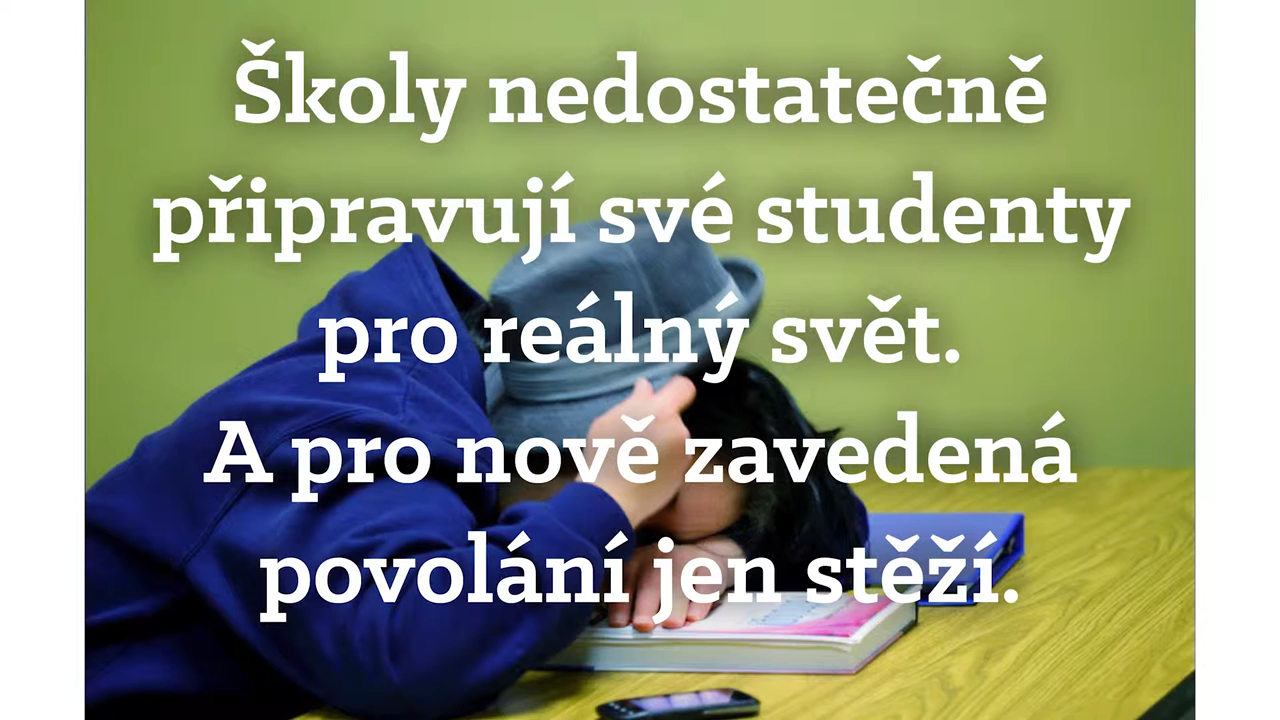 Školy nedostatečně
připravují své studenty
pro reálný svět.
A pro nově zavedená
povolání jen stěží.